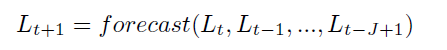 L_{t+1} = forecast(L_t, L_{t-1}, ..., L_{t-J+1})